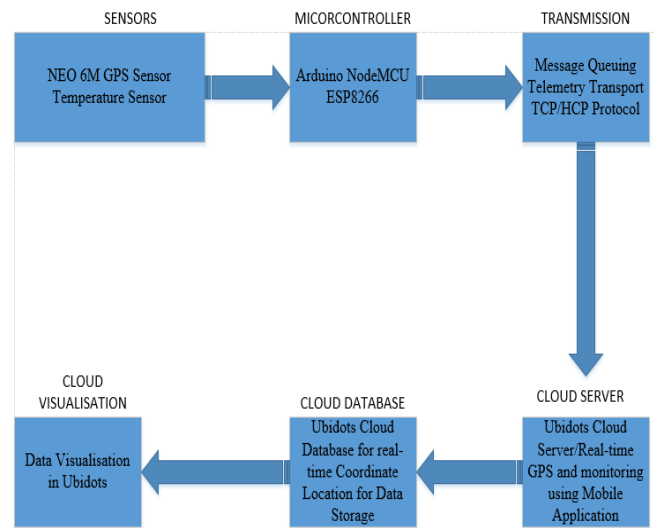 SENSORS
MICORCONTROLLER
TRANSMISSION
NEO 6M GPS Sensor
Temperature Sensor
Arduino NodeMCU
ESP8266
Message Queuing
Telemetry Transport
TCP/HCP Protocol
CLOUD
VISUALISATION
CLOUD DATABASE
CLOUD SERVER
Data Visualisation
in Ubidots
Ubidots Cloud
Database for real-
time Coordinate
Location for Data
Storage
Ubidots Cloud
Server/Real-time
GPS and monitoring
using Mobile
Application